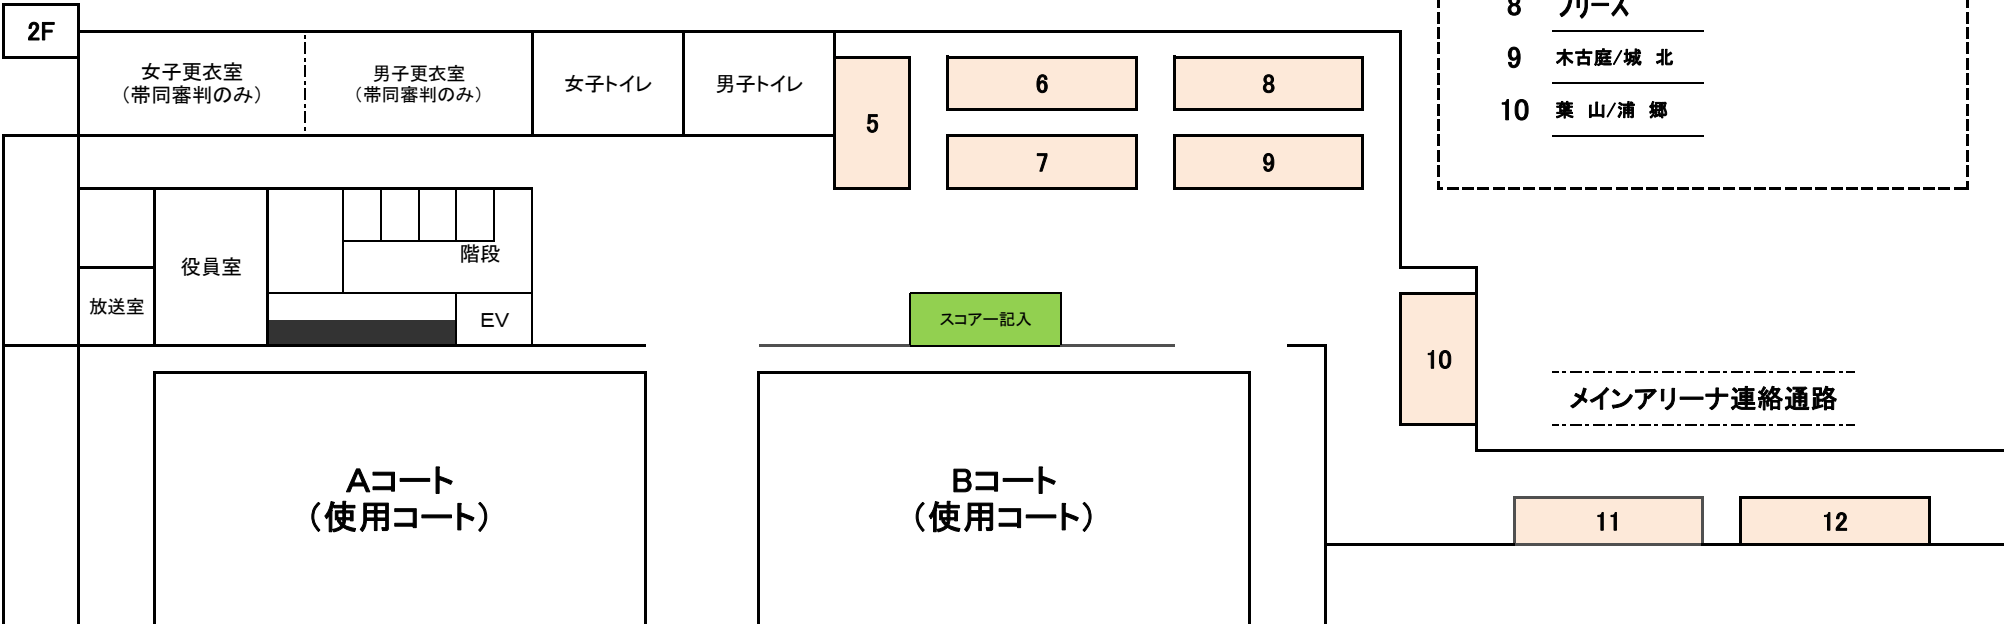 2F
女子更衣室
（帯同審判のみ）
男子更衣室
（帯同審判のみ）
女子トイレ
男子トイレ
5
6
7
8
9
8 フリース
9 木古庭/城 北
10 葉 山/浦 郷
役員室
放送室
階段
EV
スコアー記入
10
メインアリーナ連絡通路
Aコート
（使用コート）
Bコート
（使用コート）
11
12